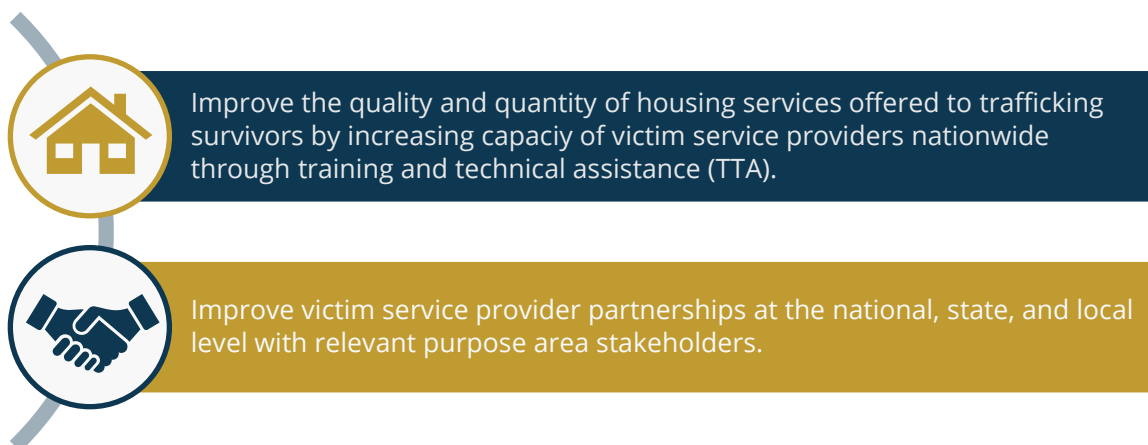 Improve the quality and quantity of housing services offered to trafficking
survivors by increasing capaciy of victim service providers nationwide
through training and technical assistance (TTA).
Improve victim service provider partnerships at the national, state, and local
level with relevant purpose area stakeholders.